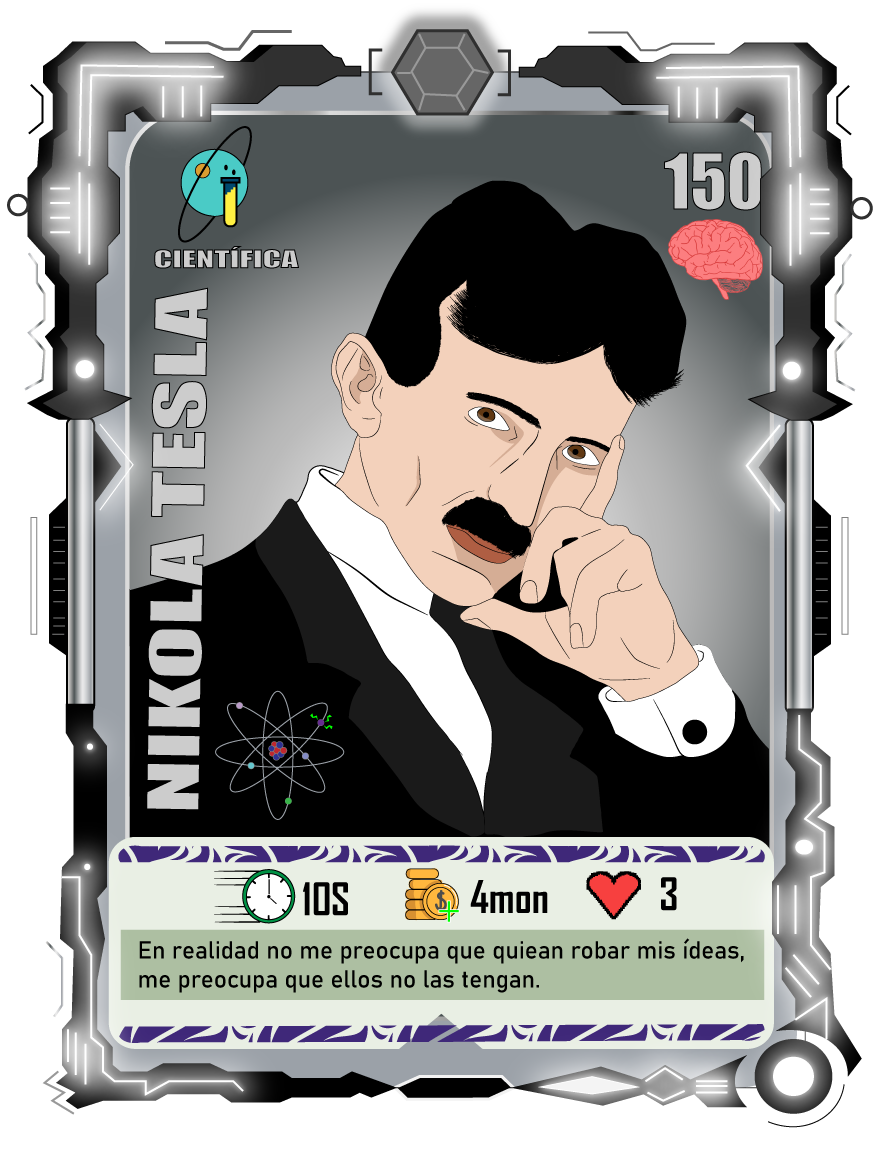 150
CIENTÍFICA
NIKOLA TESLA
10S
4mon
3
En realidad no me preocupa que quiean robar mis ídeas,
me preocupa que ellos no las tengan.